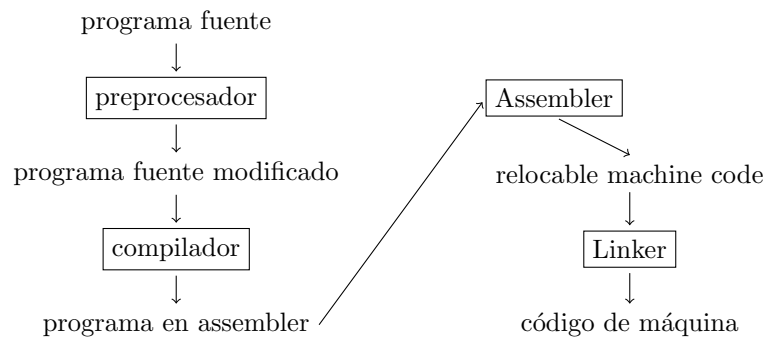 programa fuente
preprocesador
programa fuente modificado
compilador
programa en assembler
Assembler
relocable machine code
Linker
código de máquina